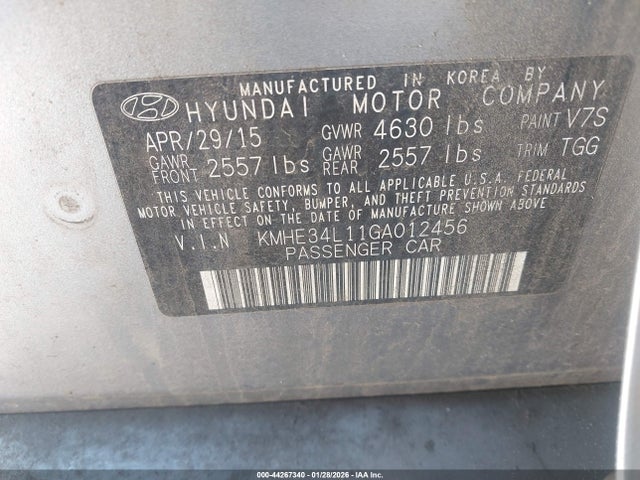 MANUFACTURED IN KOREA BY
HYUNDAI MOTOR COMPANY
APR/29/15 GVWR 4630 lbs PAINT V7S
GAWR FRONT 2557 lbs GAWR REAR 2557 lbs TRIM TGG
THIS VEHICLE CONFORMS TO ALL APPLICABLE U.S.A. FEDERAL
MOTOR VEHICLE SAFETY, BUMPER, AND THEFT PREVENTION STANDARDS
IN EFFECT ON THE DATE OF MANUFACTURE SHOWN ABOVE
V.I.N KMHE34L11GA012456
PASSENGER CAR
000-44267340 | 01/28/2026 - IAA Inc.